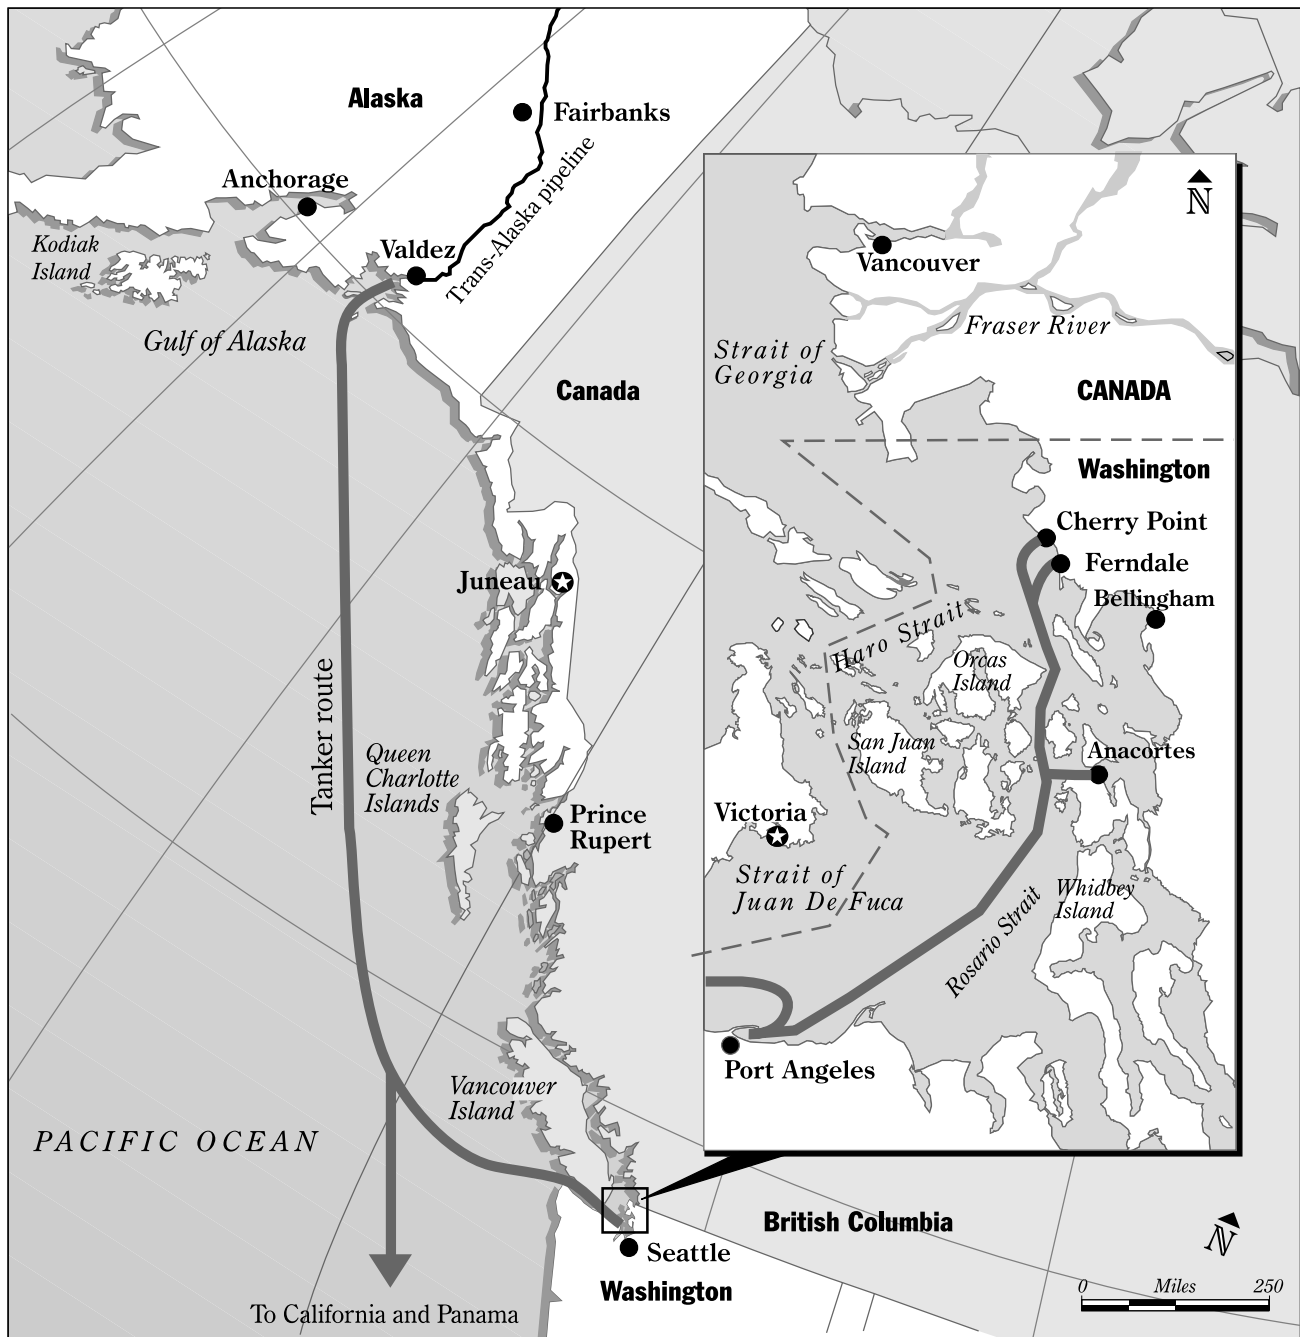 Alaska
Fairbanks
Anchorage
Trans-Alaska pipeline
Kodiak
Island
Valdez
Gulf of Alaska
Canada
Juneau
Tanker route
Queen
Charlotte
Islands
Prince
Rupert
Vancouver
Island
PACIFIC OCEAN
To California and Panama
Seattle
Washington
British Columbia
N
0 Miles 250
N
Vancouver
Fraser River
Strait of
Georgia
CANADA
Washington
Cherry Point
Ferndale
Bellingham
Haro Strait
Orcas
Island
San Juan
Island
Anacortes
Victoria
Strait of
Juan De Fuca
Whidbey
Island
Rosario Strait
Port Angeles